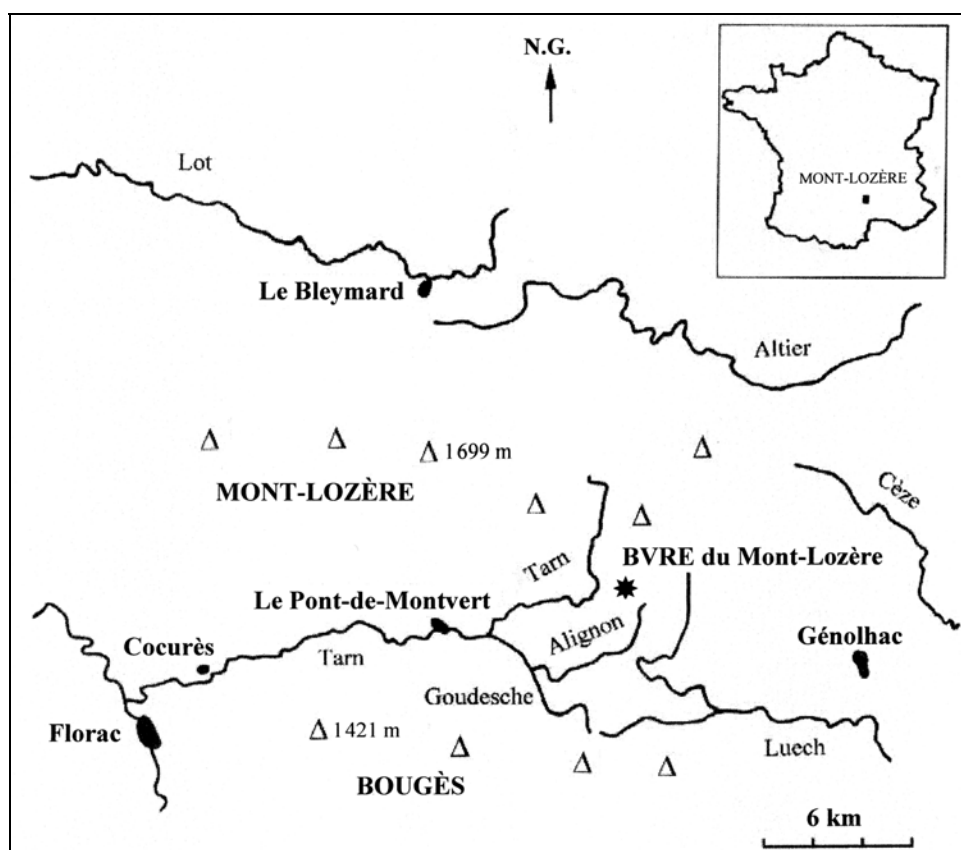 N.G.
Lot
MONT-LOZÈRE
Le Bleymard
Altier
1699 m
MONT-LOZÈRE
Cèze
Tarn
BVRE du Mont-Lozère
Le Pont-de-Montvert
Alignon
Génolhac
Cocurès
Tarn
Goudesche
Florac
1421 m
Luech
BOUGÈS
6 km